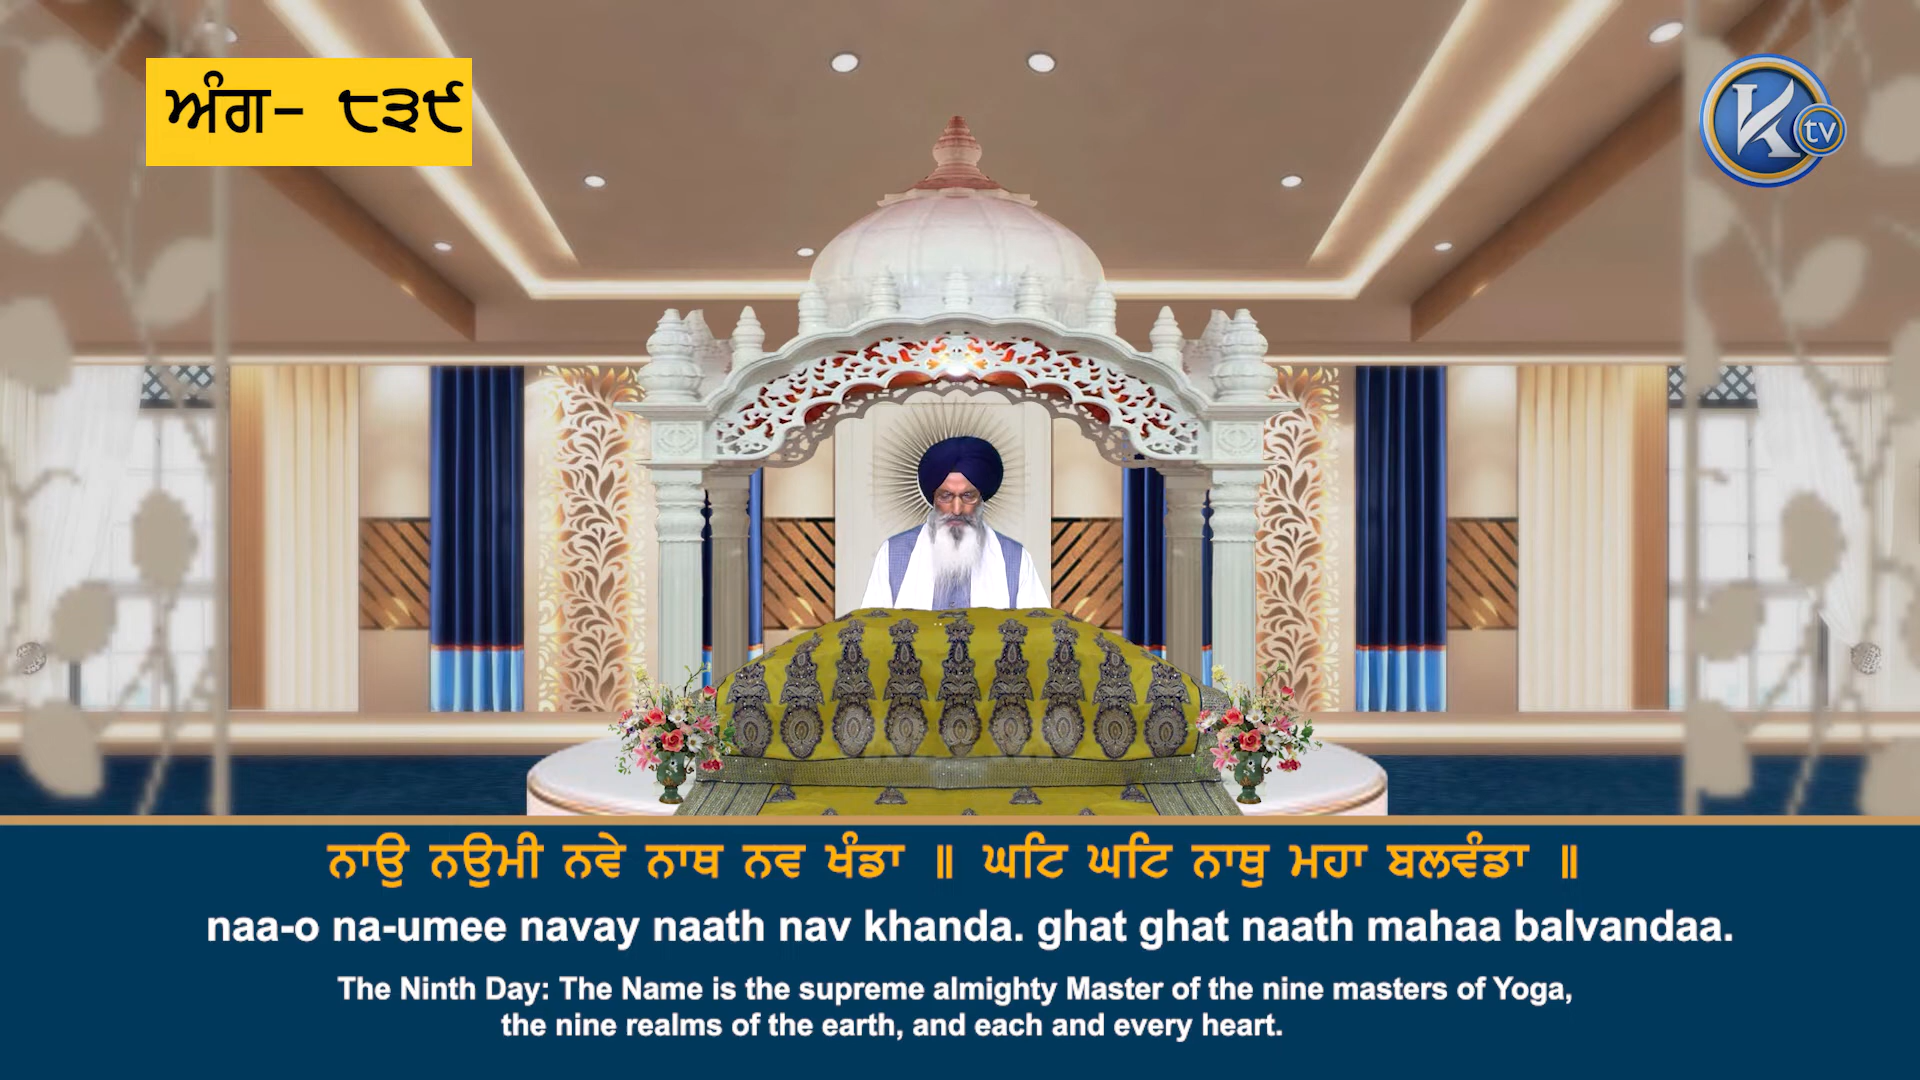 ਅੰਗ- ੮੩੯
K tv
ਨਾਉ ਨਉਮੀ ਨਵੇ ਨਾਥ ਨਵ ਖੰਡਾ ॥ ਘਟਿ ਘਟਿ ਨਾਥੁ ਮਹਾ ਬਲਵੰਡਾ ॥
naa-o na-umee navay naath nav khanda. ghat ghat naath mahaa balvandaa.
The Ninth Day: The Name is the supreme almighty Master of the nine masters of Yoga,
the nine realms of the earth, and each and every heart.